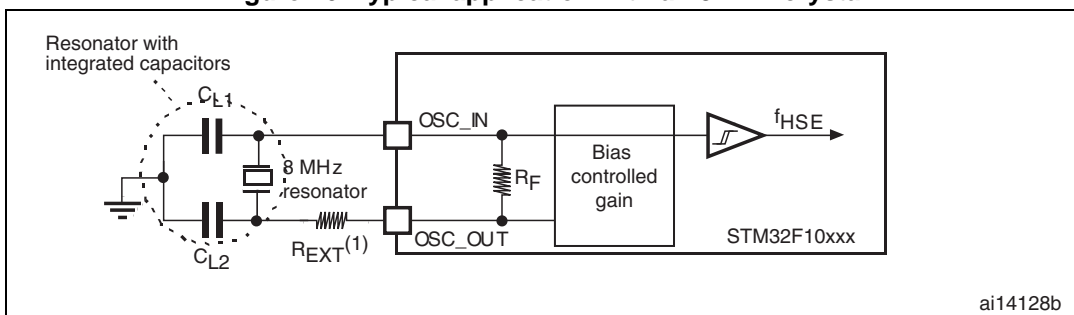 Resonator with
integrated capacitors
CL1
OSC_IN
fHSE
8 MHz
resonator
RF
Bias
controlled
gain
REXT(1)
OSC_OUT
STM32F10xxx
CL2
ai14128b